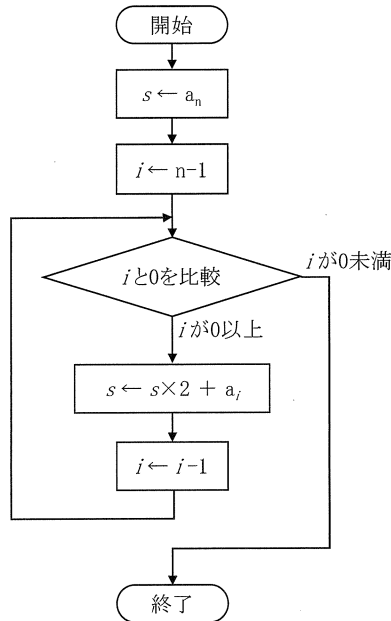 開始
s ← aₙ
i ← n-1
iと0を比較
iが0未満
iが0以上
s ← s×2 + aᵢ
i ← i-1
終了